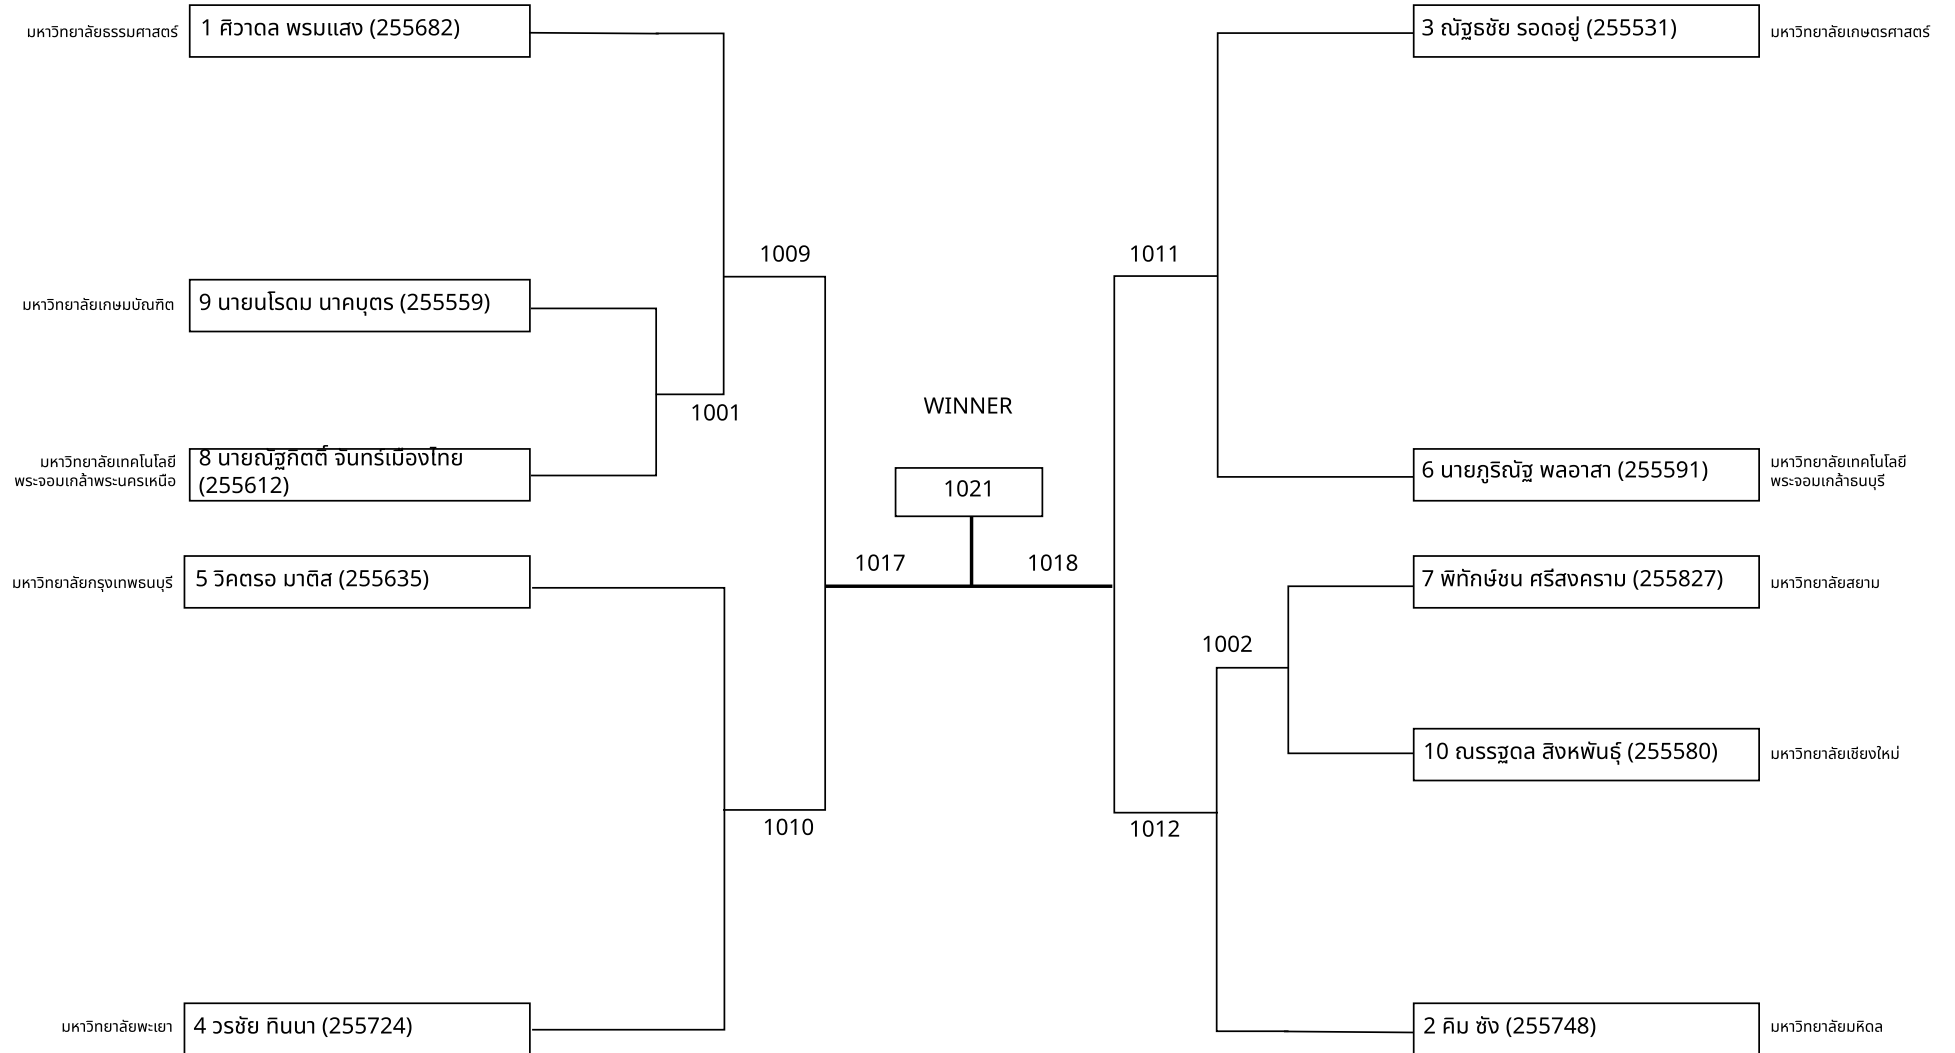 มหาวิทยาลัยธรรมศาสตร์
1 ศิวาดล พรมแสง (255682)
3 ณัฐธชัย รอดอยู่ (255531)
มหาวิทยาลัยเกษตรศาสตร์
1009
1011
มหาวิทยาลัยเกษมบัณฑิต
9 นายนโรดม นาคบุตร (255559)
1001
WINNER
มหาวิทยาลัยเทคโนโลยี
พระจอมเกล้าพระนครเหนือ
8 นายณัฐกิตติ์ จันทร์เมืองไทย
(255612)
1021
6 นายภูริณัฐ พลอาสา (255591)
มหาวิทยาลัยเทคโนโลยี
พระจอมเกล้าธนบุรี
มหาวิทยาลัยกรุงเทพธนบุรี
5 วิคตรอ มาติส (255635)
1017
1018
7 พิทักษ์ชน ศรีสงคราม (255827)
มหาวิทยาลัยสยาม
1002
10 ณรรฐดล สิงหพันธุ์ (255580)
มหาวิทยาลัยเชียงใหม่
1010
1012
มหาวิทยาลัยพะเยา
4 วรชัย ทินนา (255724)
2 คิม ซัง (255748)
มหาวิทยาลัยมหิดล